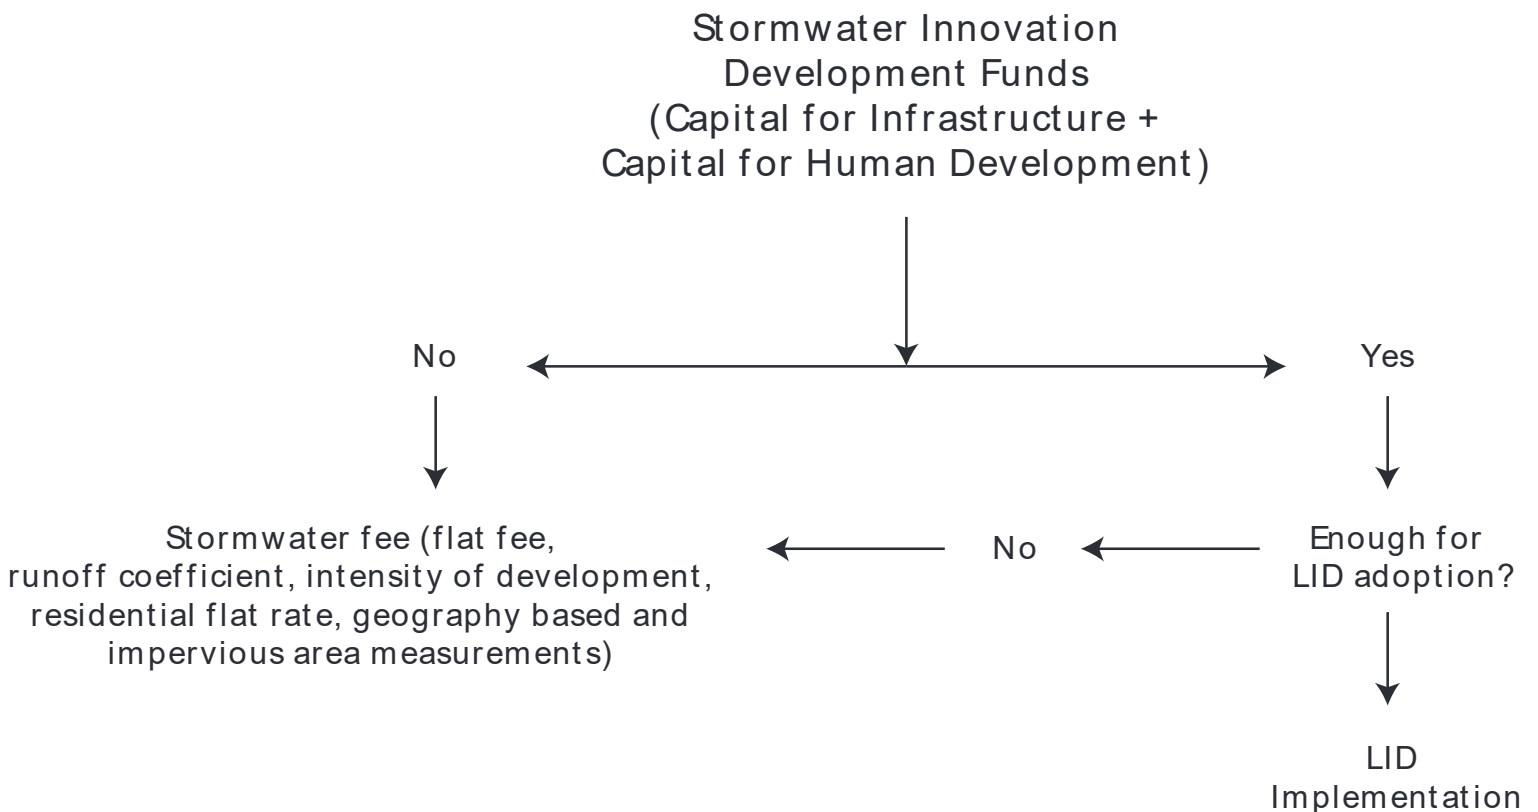 Stormwater Innovation
Development Funds
(Capital for Infrastructure +
Capital for Human Development)
No
Yes
Stormwater fee (flat fee,
runoff coefficient, intensity of development,
residential flat rate, geography based and
impervious area measurements)
No
Enough for
LID adoption?
LID
Implementation